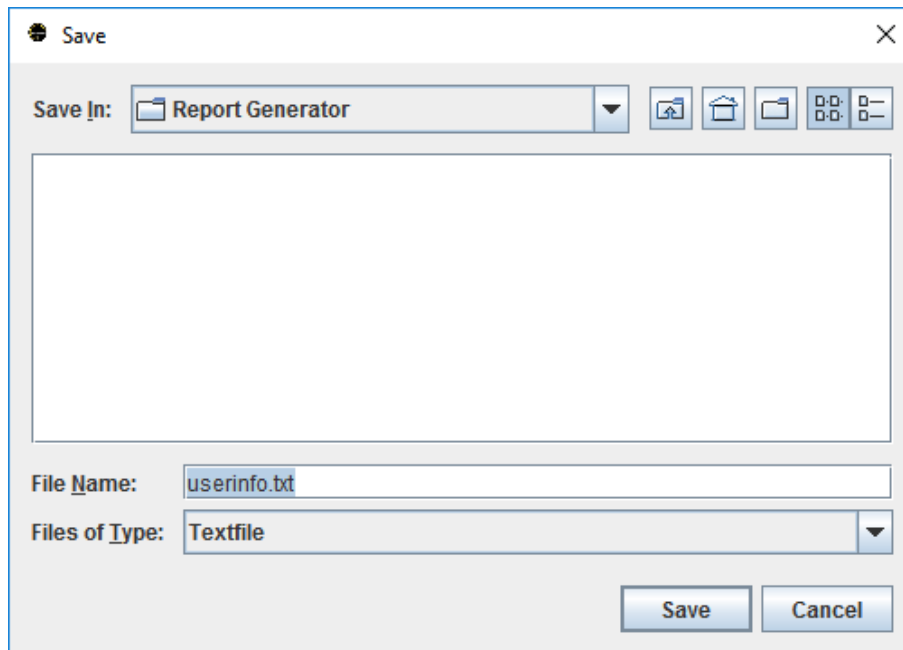 Save
Save In: Report Generator
File Name: userinfo.txt
Files of Type: Textfile
Save Cancel